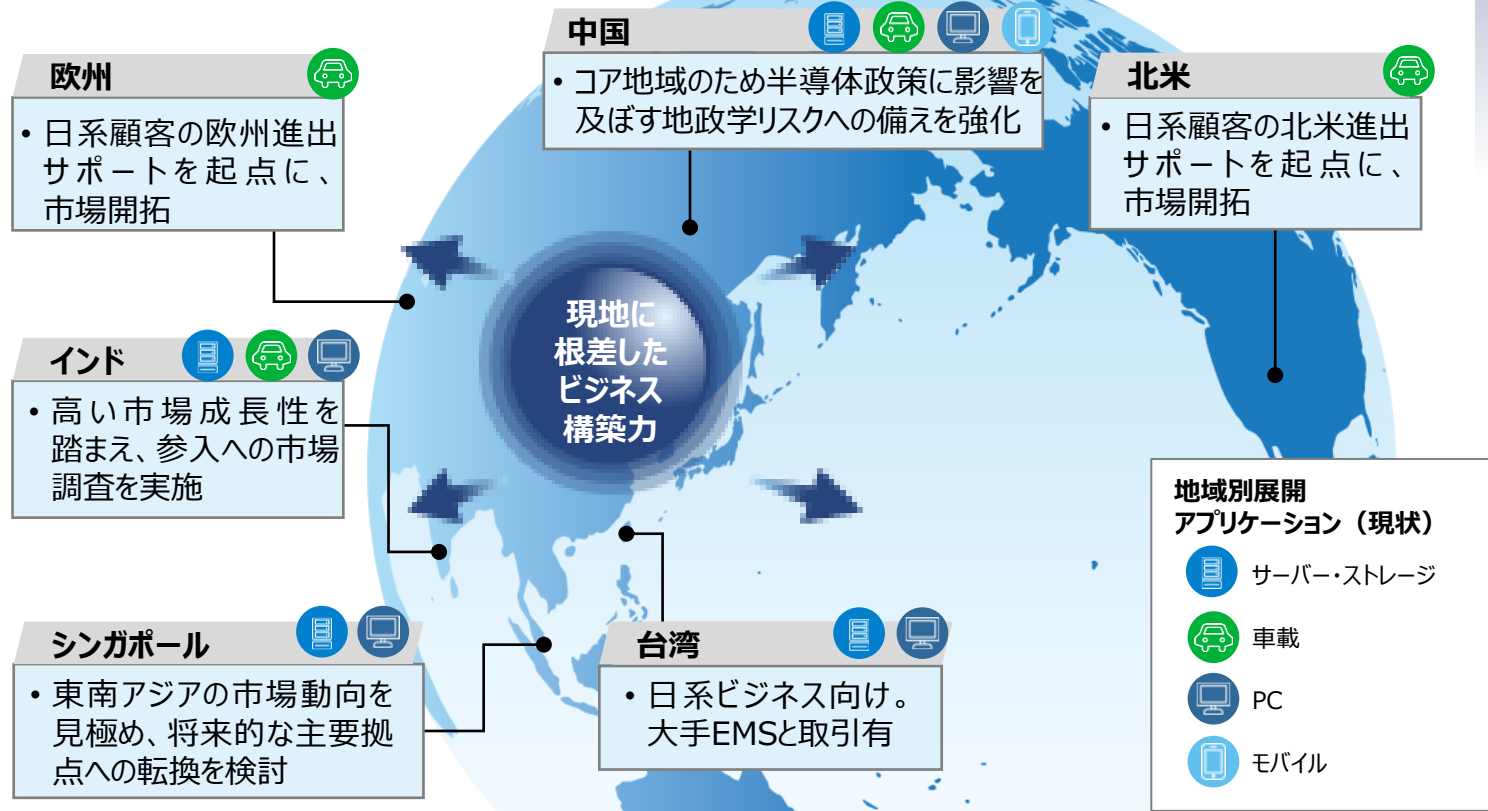 欧州
• 日系顧客の欧州進出
サポートを起点に、
市場開拓
中国
• コア地域のため半導体政策に影響を
及ぼす地政学リスクへの備えを強化
北米
• 日系顧客の北米進出
サポートを起点に、
市場開拓
現地に
根差した
ビジネス
構築力
インド
• 高い市場成長性を
踏まえ、参入への市場
調査を実施
シンガポール
• 東南アジアの市場動向を
見極め、将来的な主要拠
点への転換を検討
台湾
• 日系ビジネス向け。
大手EMSと取引有
地域別展開
アプリケーション（現状）
サーバー・ストレージ
車載
PC
モバイル